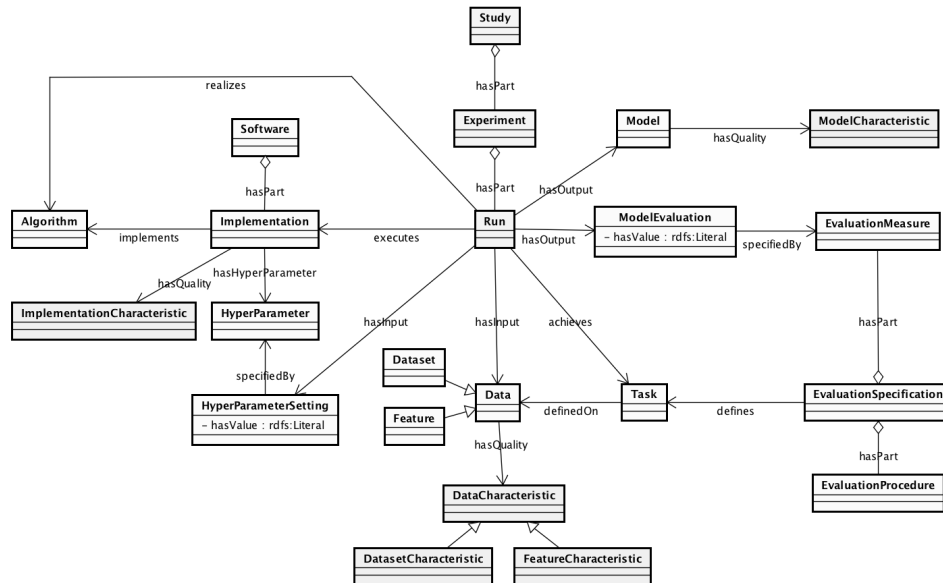 Study
hasPart
realizes
Experiment
Model
ModelCharacteristic
hasQuality
Software
hasPart
hasPart
hasOutput
Algorithm
Implementation
Run
ModelEvaluation
– hasValue : rdfs:Literal
EvaluationMeasure
implements
executes
hasOutput
specifiedBy
hasQuality
hasHyperParameter
ImplementationCharacteristic
HyperParameter
hasInput
hasInput
achieves
hasPart
specifiedBy
Dataset
HyperParameterSetting
– hasValue : rdfs:Literal
Feature
Data
definedOn
Task
defines
EvaluationSpecification
hasQuality
hasPart
EvaluationProcedure
DataCharacteristic
DatasetCharacteristic
FeatureCharacteristic